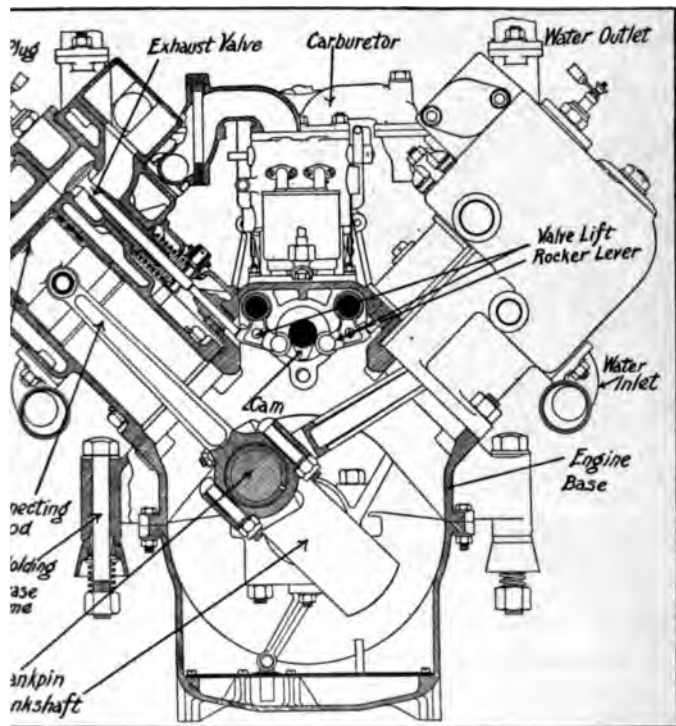 Plug
Exhaust Valve
Carburetor
Water Outlet
Valve Lift
Rocker Lever
Water
Inlet
Cam
Engine
Base
necting
od
olding
ase
me
ankpin
nkshaft